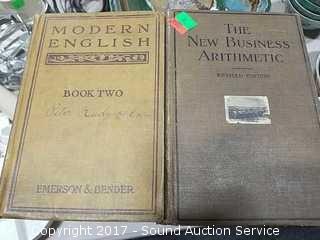 MODERN
ENGLISH
BOOK TWO
EMERSON & BENDER
THE
NEW BUSINESS
ARITHMETIC
REVISED EDITION
Copyright 2017 - Sound Auction Service